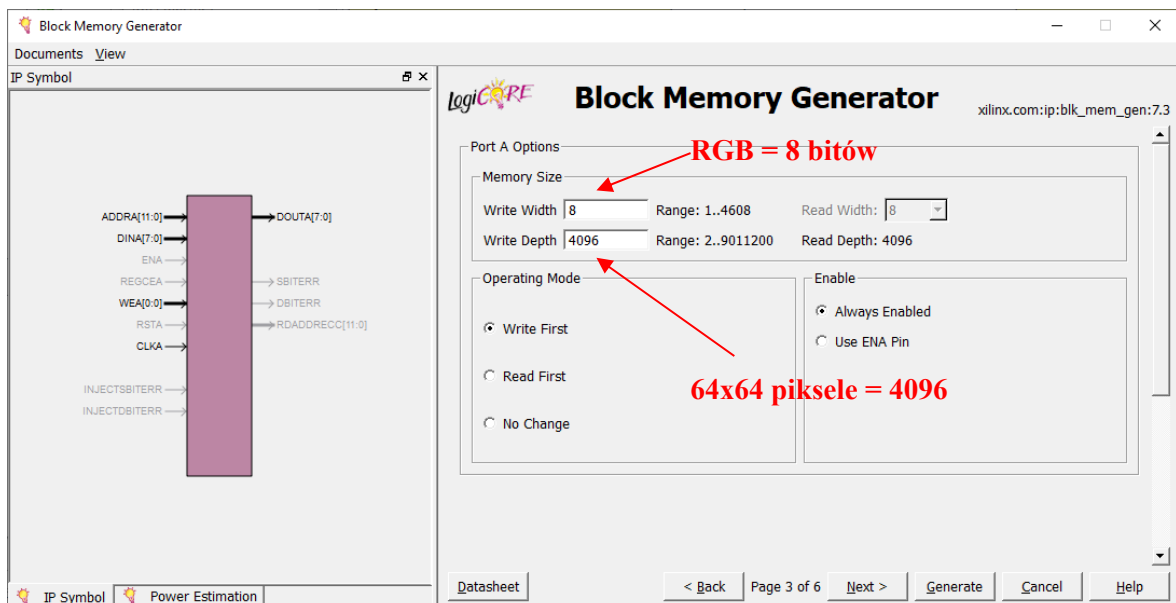 Block Memory Generator
Documents View
IP Symbol
ADDRA[11:0]
DINA[7:0]
ENA
REGCEA
WEA[0:0]
RSTA
CLKA
INJECTSBITERR
INJECTDBITERR
DOUTA[7:0]
SBITERR
DBITERR
RDADDRECC[11:0]
IP Symbol Power Estimation
LogiCORE
Block Memory Generator
xilinx.com:ip:blk_mem_gen:7.3
Port A Options
RGB = 8 bitów
Memory Size
Write Width 8 Range: 1..4608 Read Width: 8
Write Depth 4096 Range: 2..9011200 Read Depth: 4096
Operating Mode
Write First
Read First
No Change
Enable
Always Enabled
Use ENA Pin
64x64 piksele = 4096
Datasheet < Back Page 3 of 6 Next > Generate Cancel Help